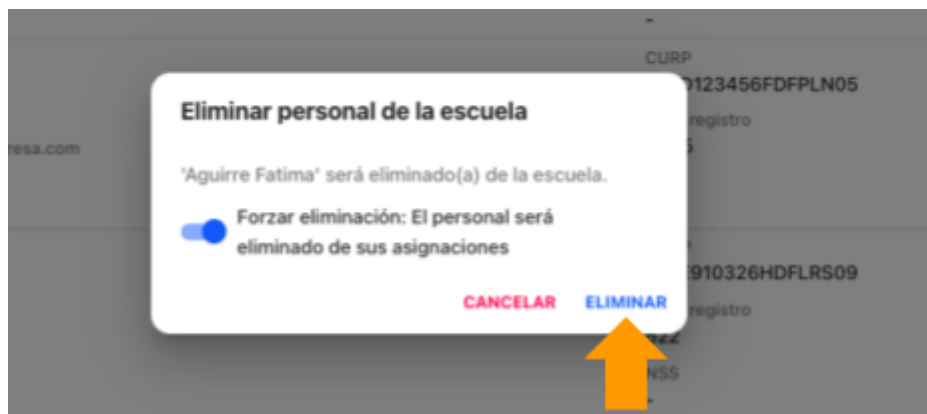 -
CURP
D123456FDFPLN05
Eliminar personal de la escuela
registro
resa.com
'Aguirre Fatima' será eliminado(a) de la escuela.
Forzar eliminación: El personal será
eliminado de sus asignaciones
E910326HDFLRS09
CANCELAR ELIMINAR
registro
622
NSS
-